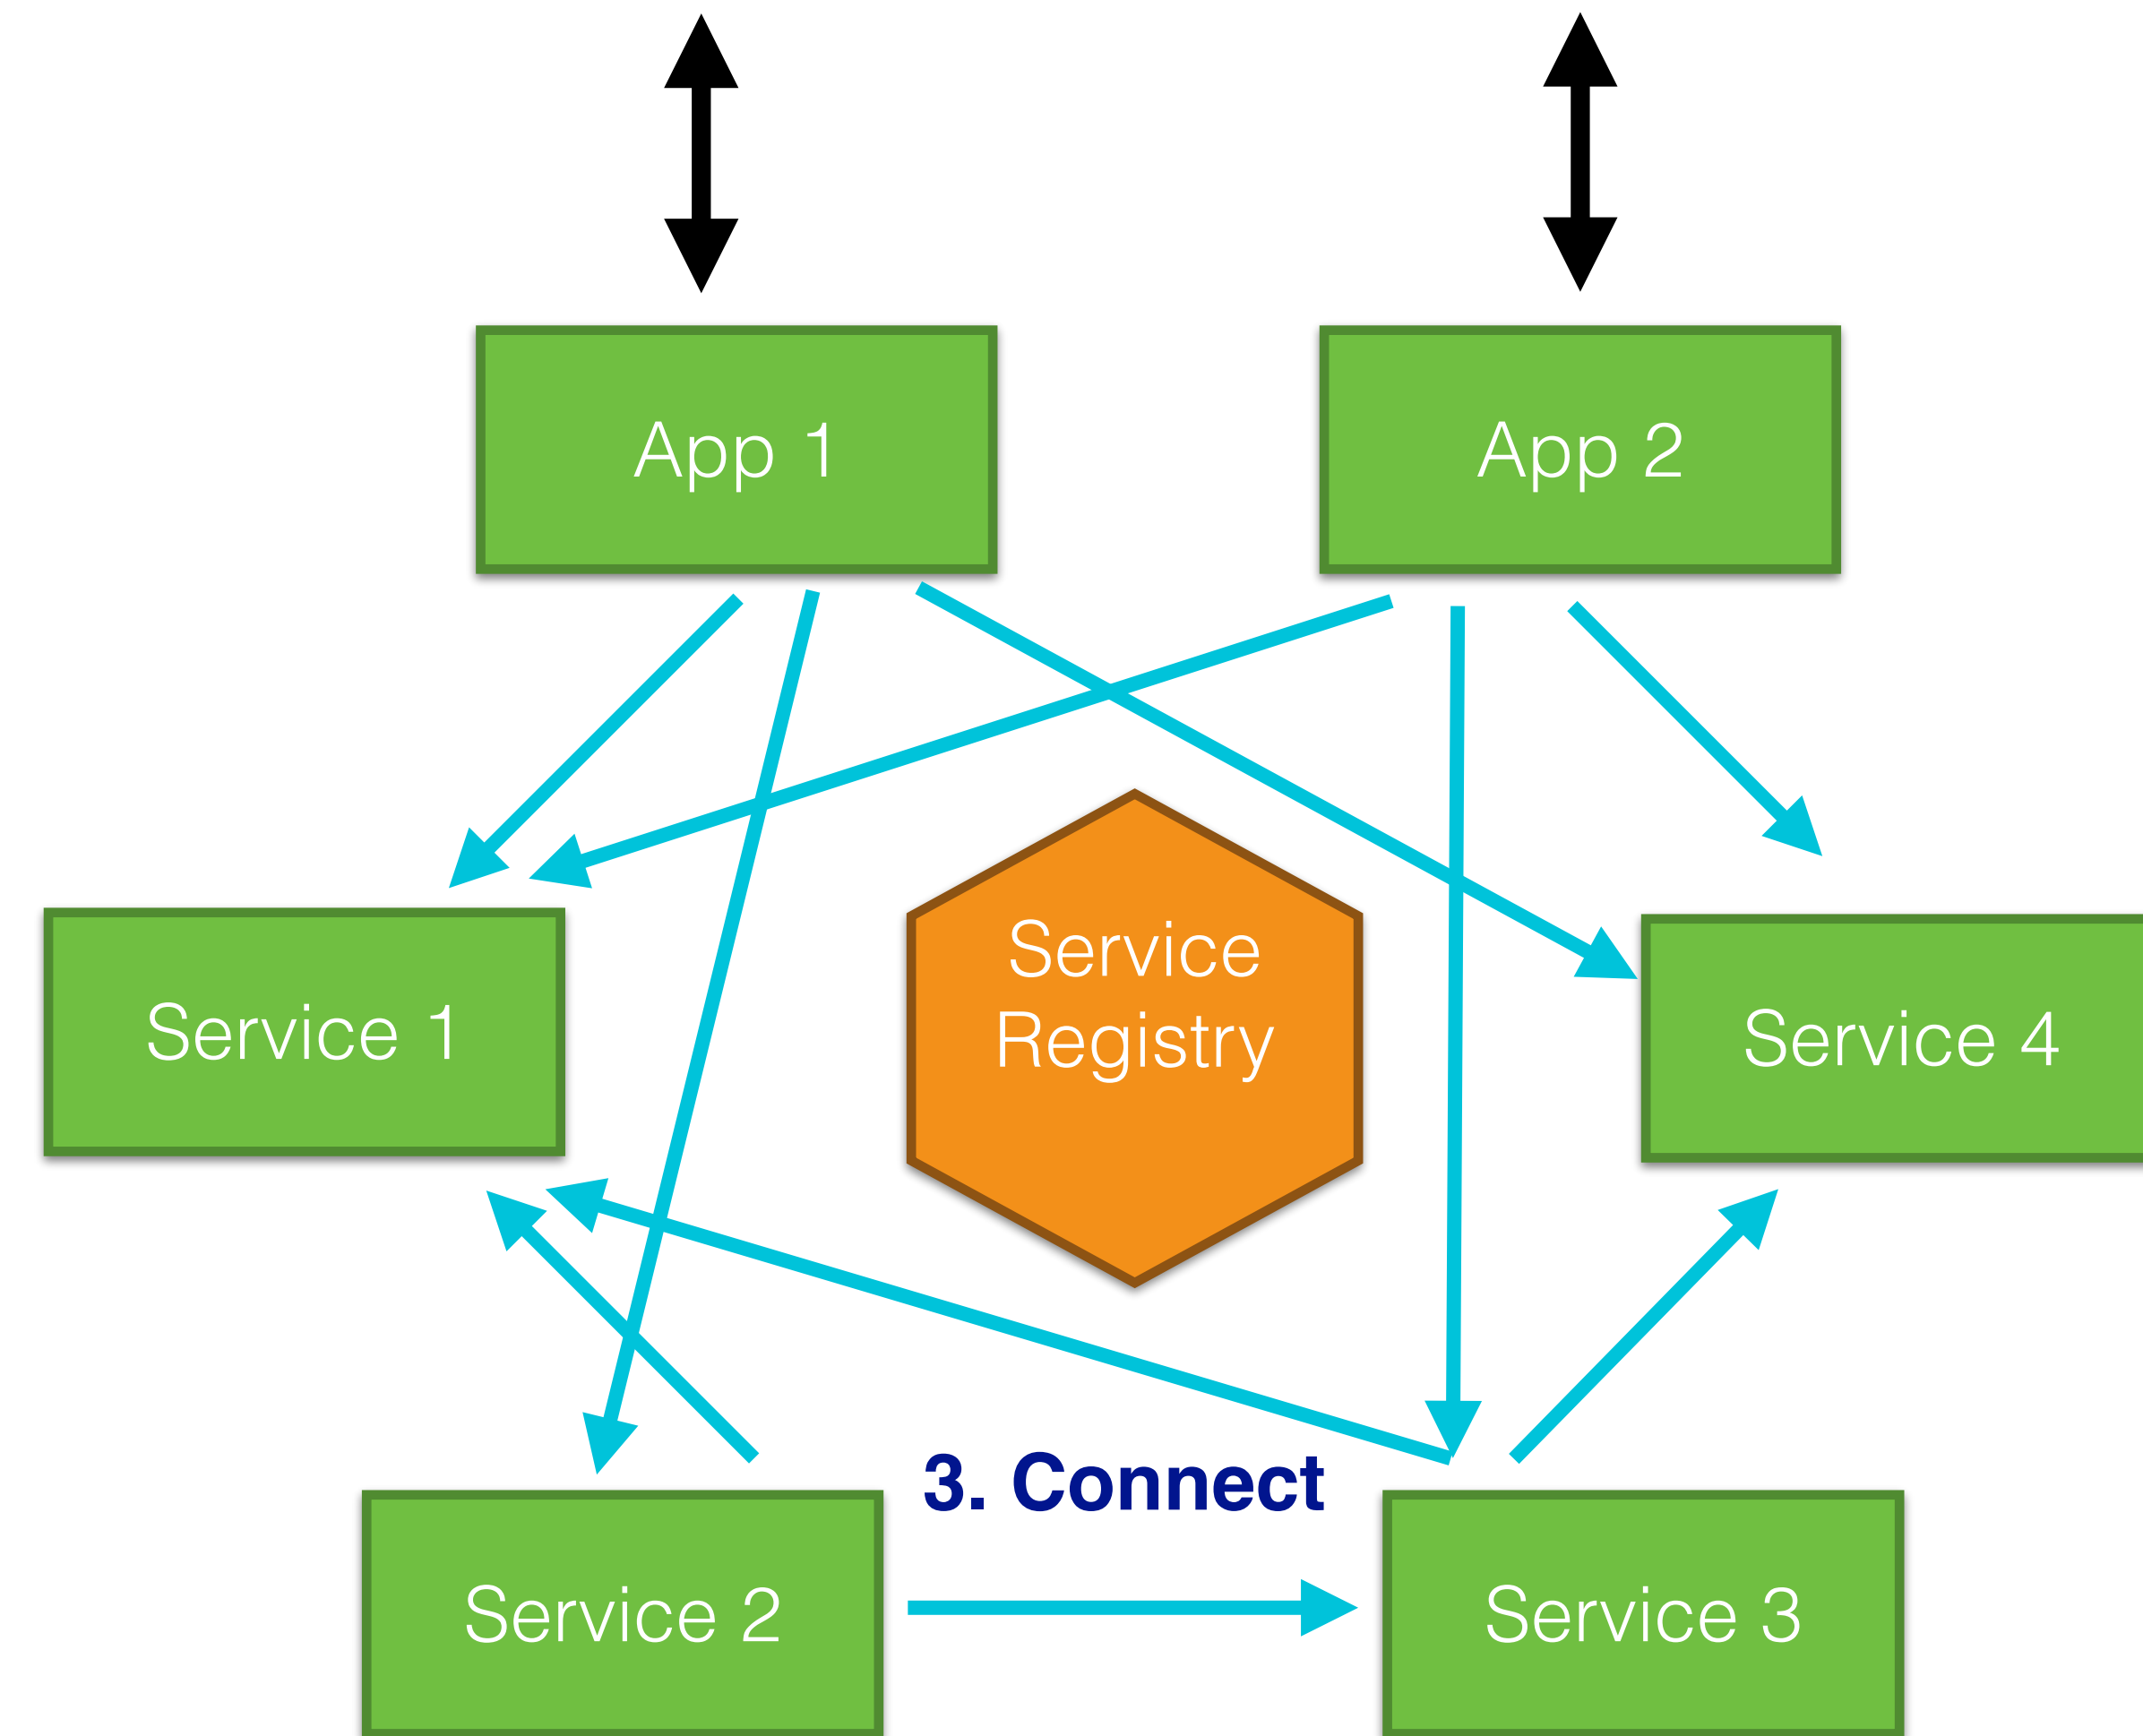 App 1
App 2
Service
Registry
Service 1
Service 4
3. Connect
Service 2
Service 3